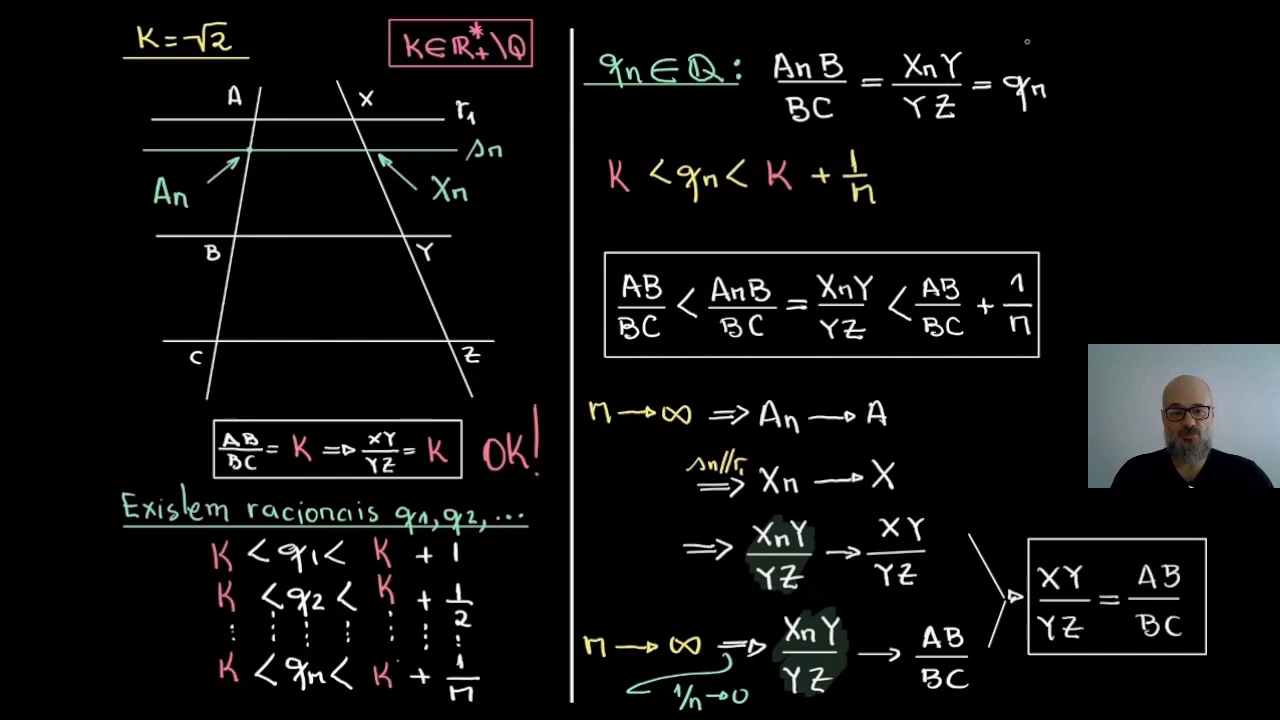 K = √2
K ∈ ℝ₊* \ ℚ
A X r₁
sn
An Xn
B Y
C Z
AB/BC = K ⇒ XY/YZ = K OK!
Existem racionais q1, q2, ...
K < q1 < K + 1
K < q2 < K + 1/2
⋮ ⋮ ⋮ ⋮ ⋮ ⋮ ⋮
K < qn < K + 1/n
qn ∈ ℚ : AnB/BC = XnY/YZ = qn
K < qn < K + 1/n
AB/BC < AnB/BC = XnY/YZ < AB/BC + 1/n
n → ∞ ⇒ An → A
sn//r₁ ⇒ Xn → X
⇒ XnY/YZ → XY/YZ
n → ∞ ⇒ XnY/YZ → AB/BC
1/n → 0
XY/YZ = AB/BC